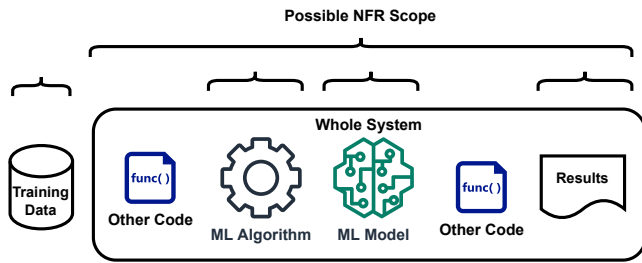 Possible NFR Scope
Whole System
Training
Data
func( )
Other Code
ML Algorithm
ML Model
func( )
Other Code
Results